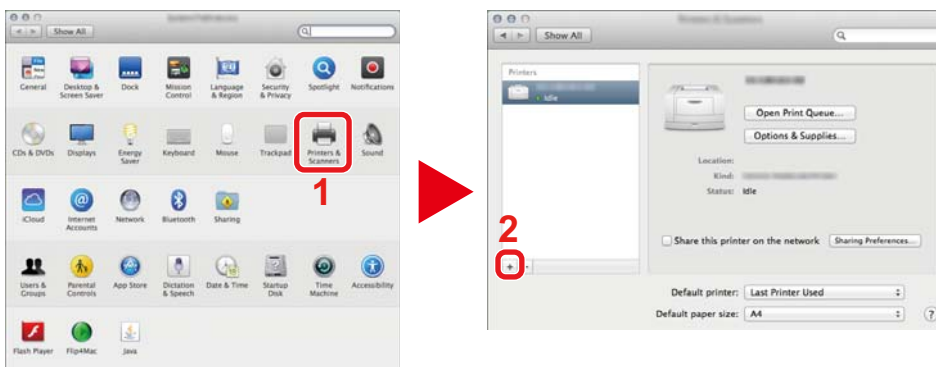 Show All
General
Desktop &
Screen Saver
Dock
Mission
Control
Language
& Region
Security
& Privacy
Spotlight
Notifications
CDs & DVDs
Displays
Energy
Saver
Keyboard
Mouse
Trackpad
Printers &
Scanners
Sound
1
iCloud
Internet
Accounts
Network
Bluetooth
Sharing
Users &
Groups
Parental
Controls
App Store
Dictation
& Speech
Date & Time
Startup
Disk
Time
Machine
Accessibility
Flash Player
Flip4Mac
Java
Show All
Printers
Idle
Open Print Queue...
Options & Supplies...
Location:
Kind:
Status: Idle
2
Share this printer on the network Sharing Preferences...
+ -
Default printer: Last Printer Used
Default paper size: A4 ?